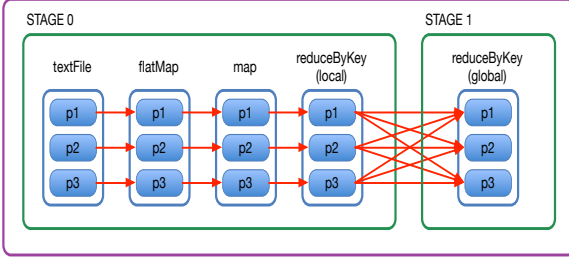 STAGE 0
STAGE 1
textFile
flatMap
map
reduceByKey
(local)
reduceByKey
(global)
p1 p1 p1 p1 p1
p2 p2 p2 p2 p2
p3 p3 p3 p3 p3